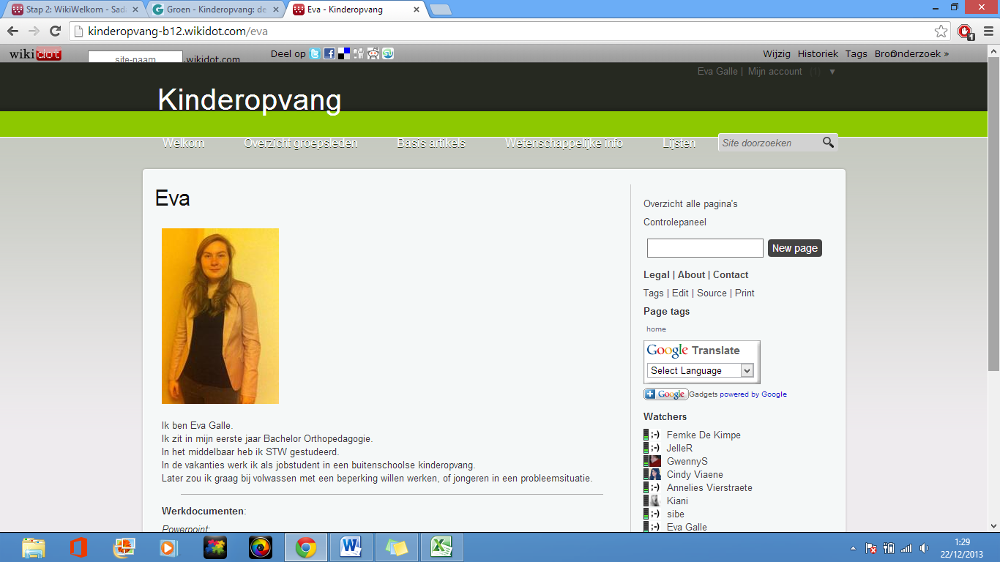 Stap 2: WikiWelkom - Sada
Groen - Kinderopvang: de
Eva - Kinderopvang
kinderopvang-b12.wikidot.com/eva
1
wikidot
site-naam
.wikidot.com
Deel op
Wijzig Historiek Tags Bro
nderzoek »
Eva Galle | Mijn account (1) ▼
Kinderopvang
Welkom Overzicht groepsleden Basis artikels Wetenschappelijke info Lijsten
Site doorzoeken
Eva
Ik ben Eva Galle.
Ik zit in mijn eerste jaar Bachelor Orthopedagogie.
In het middelbaar heb ik STW gestudeerd.
In de vakanties werk ik als jobstudent in een buitenschoolse kinderopvang.
Later zou ik graag bij volwassen met een beperking willen werken, of jongeren in een probleemsituatie.
Werkdocumenten:
Powerpoint:
Overzicht alle pagina's
Controlepaneel
New page
Legal | About | Contact
Tags | Edit | Source | Print
Page tags
home
Google Translate
Select Language
Google Gadgets powered by Google
Watchers
;-) Femke De Kimpe
;-) JelleR
GwennyS
Cindy Viaene
;-) Annelies Vierstraete
Kiani
;-) sibe
;-) Eva Galle
1:29
22/12/2013